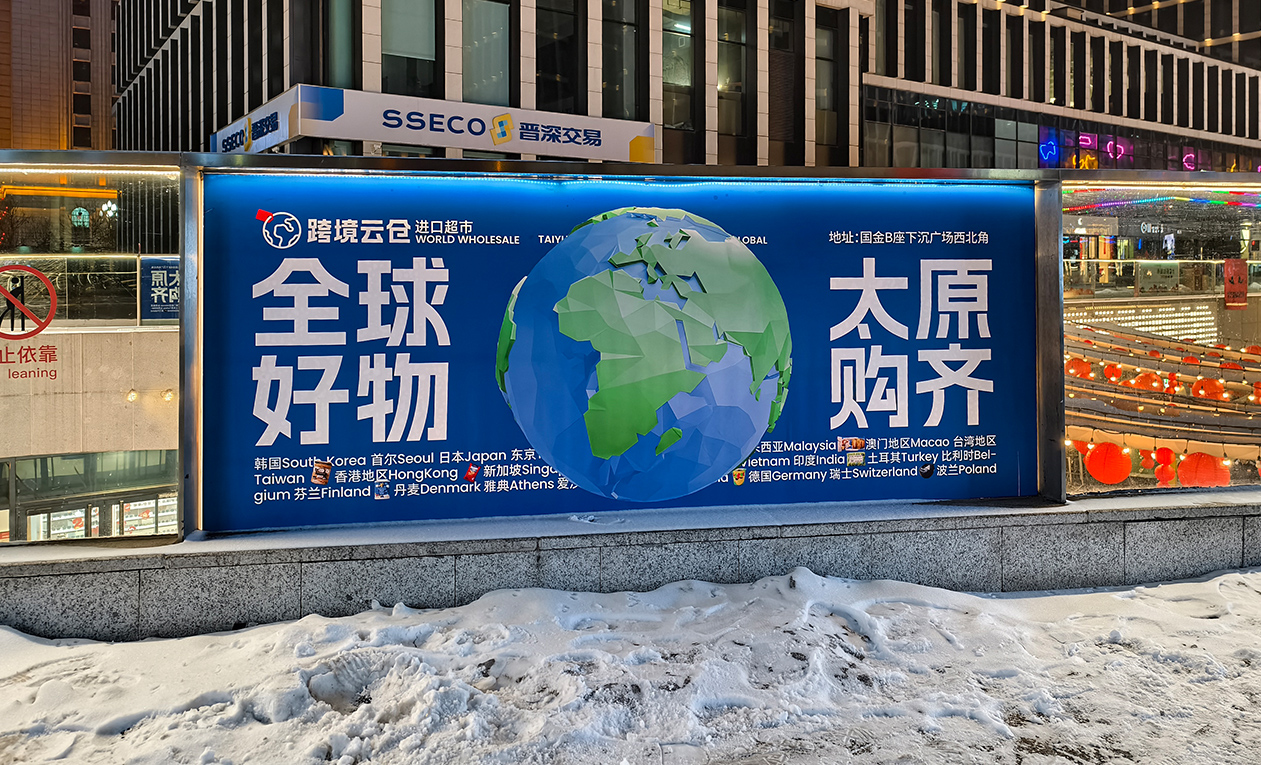 SSECO
SSECO 晋深交易
跨境云仓 进口超市
WORLD WHOLESALE
GLOBAL
地址:国金B座下沉广场西北角
全球
好物
太原
购齐
韩国South Korea 首尔Seoul 日本Japan 东京
Taiwan 香港地区HongKong 新加坡
gium 芬兰Finland 丹麦Denmark 雅典Athens
西亚Malaysia 澳门地区Macao 台湾地区
印度India 土耳其Turkey 比利时Bel-
德国Germany 瑞士Switzerland 波兰Poland
止依靠
leaning
太原
购齐